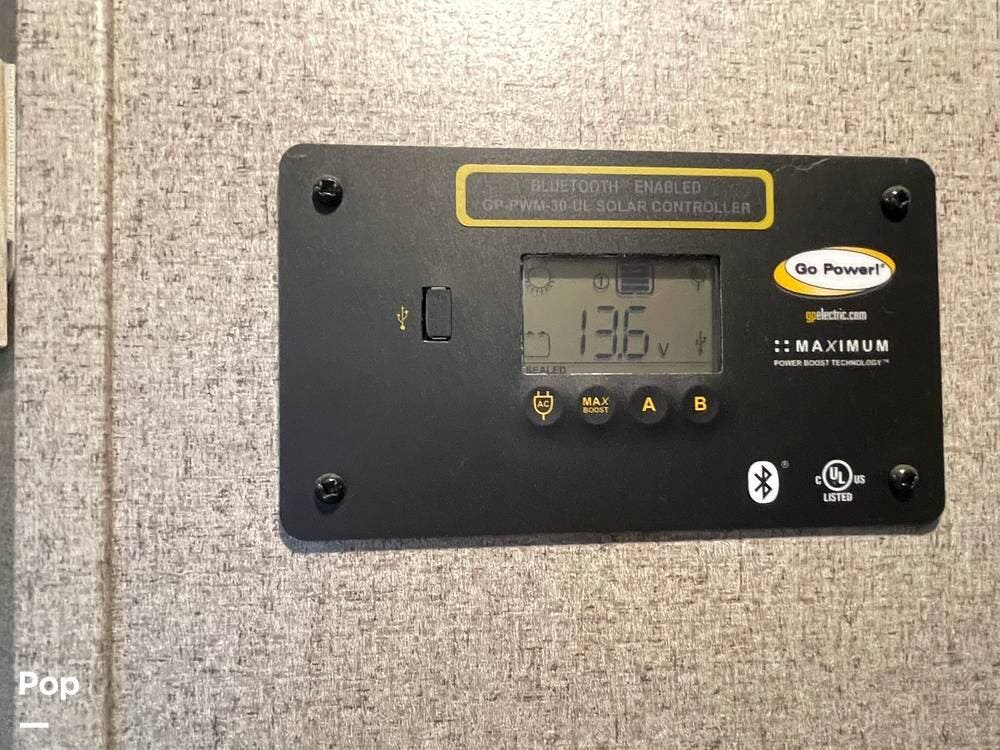 BLUETOOTH ENABLED
GP-PWM-30-UL SOLAR CONTROLLER
Go Power!®
gpelectric.com
MAXIMUM
POWER BOOST TECHNOLOGY™
13.6 V
SEALED
AC
MAX
BOOST
A
B
®
C UL US
LISTED
Pop